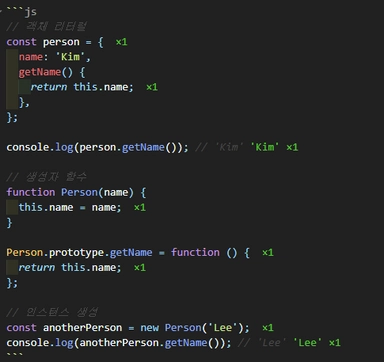 ```js
// 객체 리터럴
const person = { ×1
  name: 'Kim',
  getName() {
    return this.name; ×1
  },
};
console.log(person.getName()); // 'Kim' 'Kim' ×1
// 생성자 함수
function Person(name) {
  this.name = name; ×1
}
Person.prototype.getName = function () { ×1
  return this.name; ×1
};
// 인스턴스 생성
const anotherPerson = new Person('Lee'); ×1
console.log(anotherPerson.getName()); // 'Lee' 'Lee' ×1
```